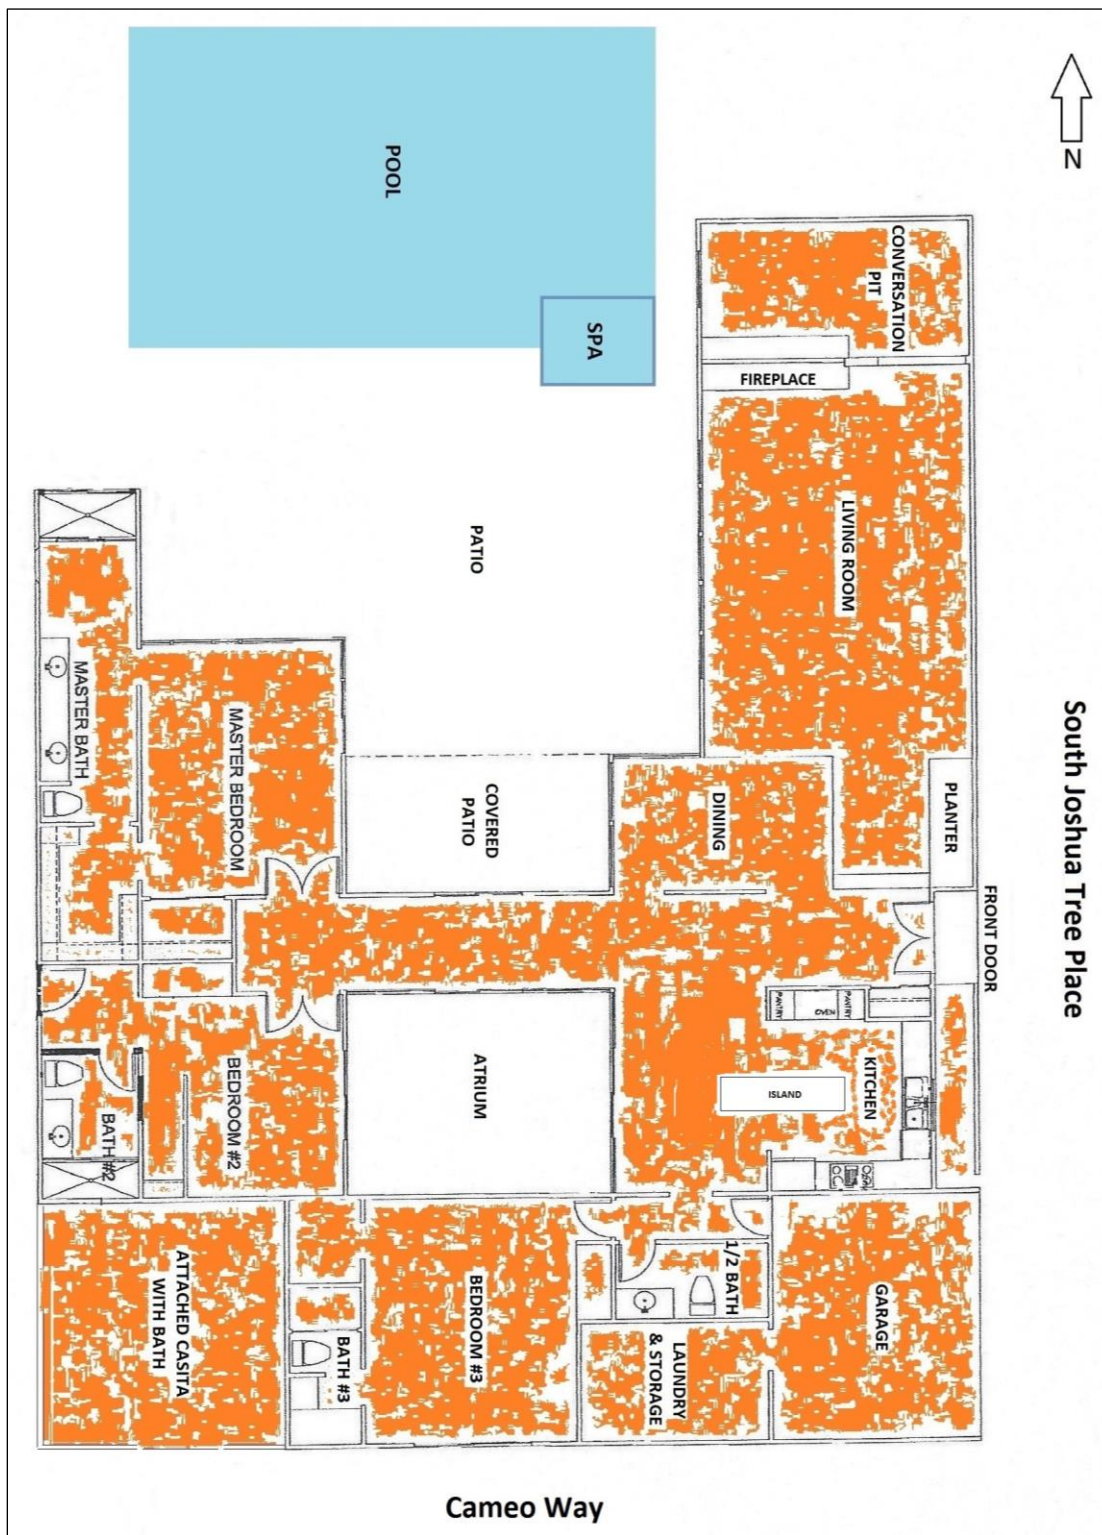 N
POOL
SPA
CONVERSATION
PIT
FIREPLACE
LIVING ROOM
PATIO
South Joshua Tree Place
MASTER BATH
MASTER BEDROOM
COVERED
PATIO
DINING
PLANTER
FRONT DOOR
PANTRY
OVEN
PANTRY
KITCHEN
ISLAND
ATRIUM
BEDROOM #2
BATH #2
ATTACHED CASITA
WITH BATH
BATH #3
BEDROOM #3
1/2 BATH
LAUNDRY
& STORAGE
GARAGE
Cameo Way